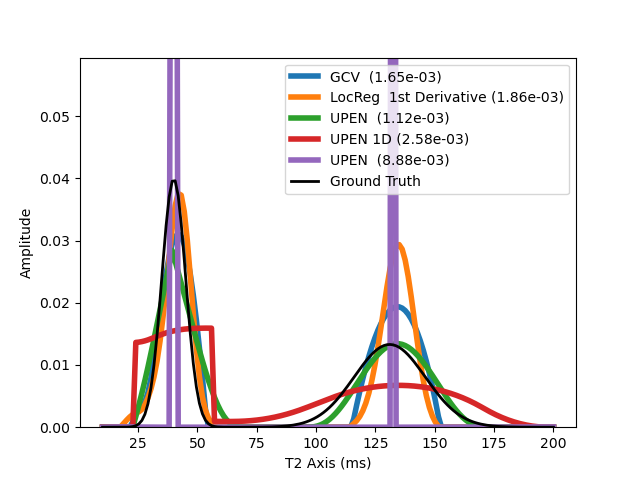 GCV  (1.65e-03)
LocReg  1st Derivative (1.86e-03)
UPEN  (1.12e-03)
UPEN 1D (2.58e-03)
UPEN  (8.88e-03)
Ground Truth
Amplitude
0.05
0.04
0.03
0.02
0.01
0.00
25 50 75 100 125 150 175 200
T2 Axis (ms)